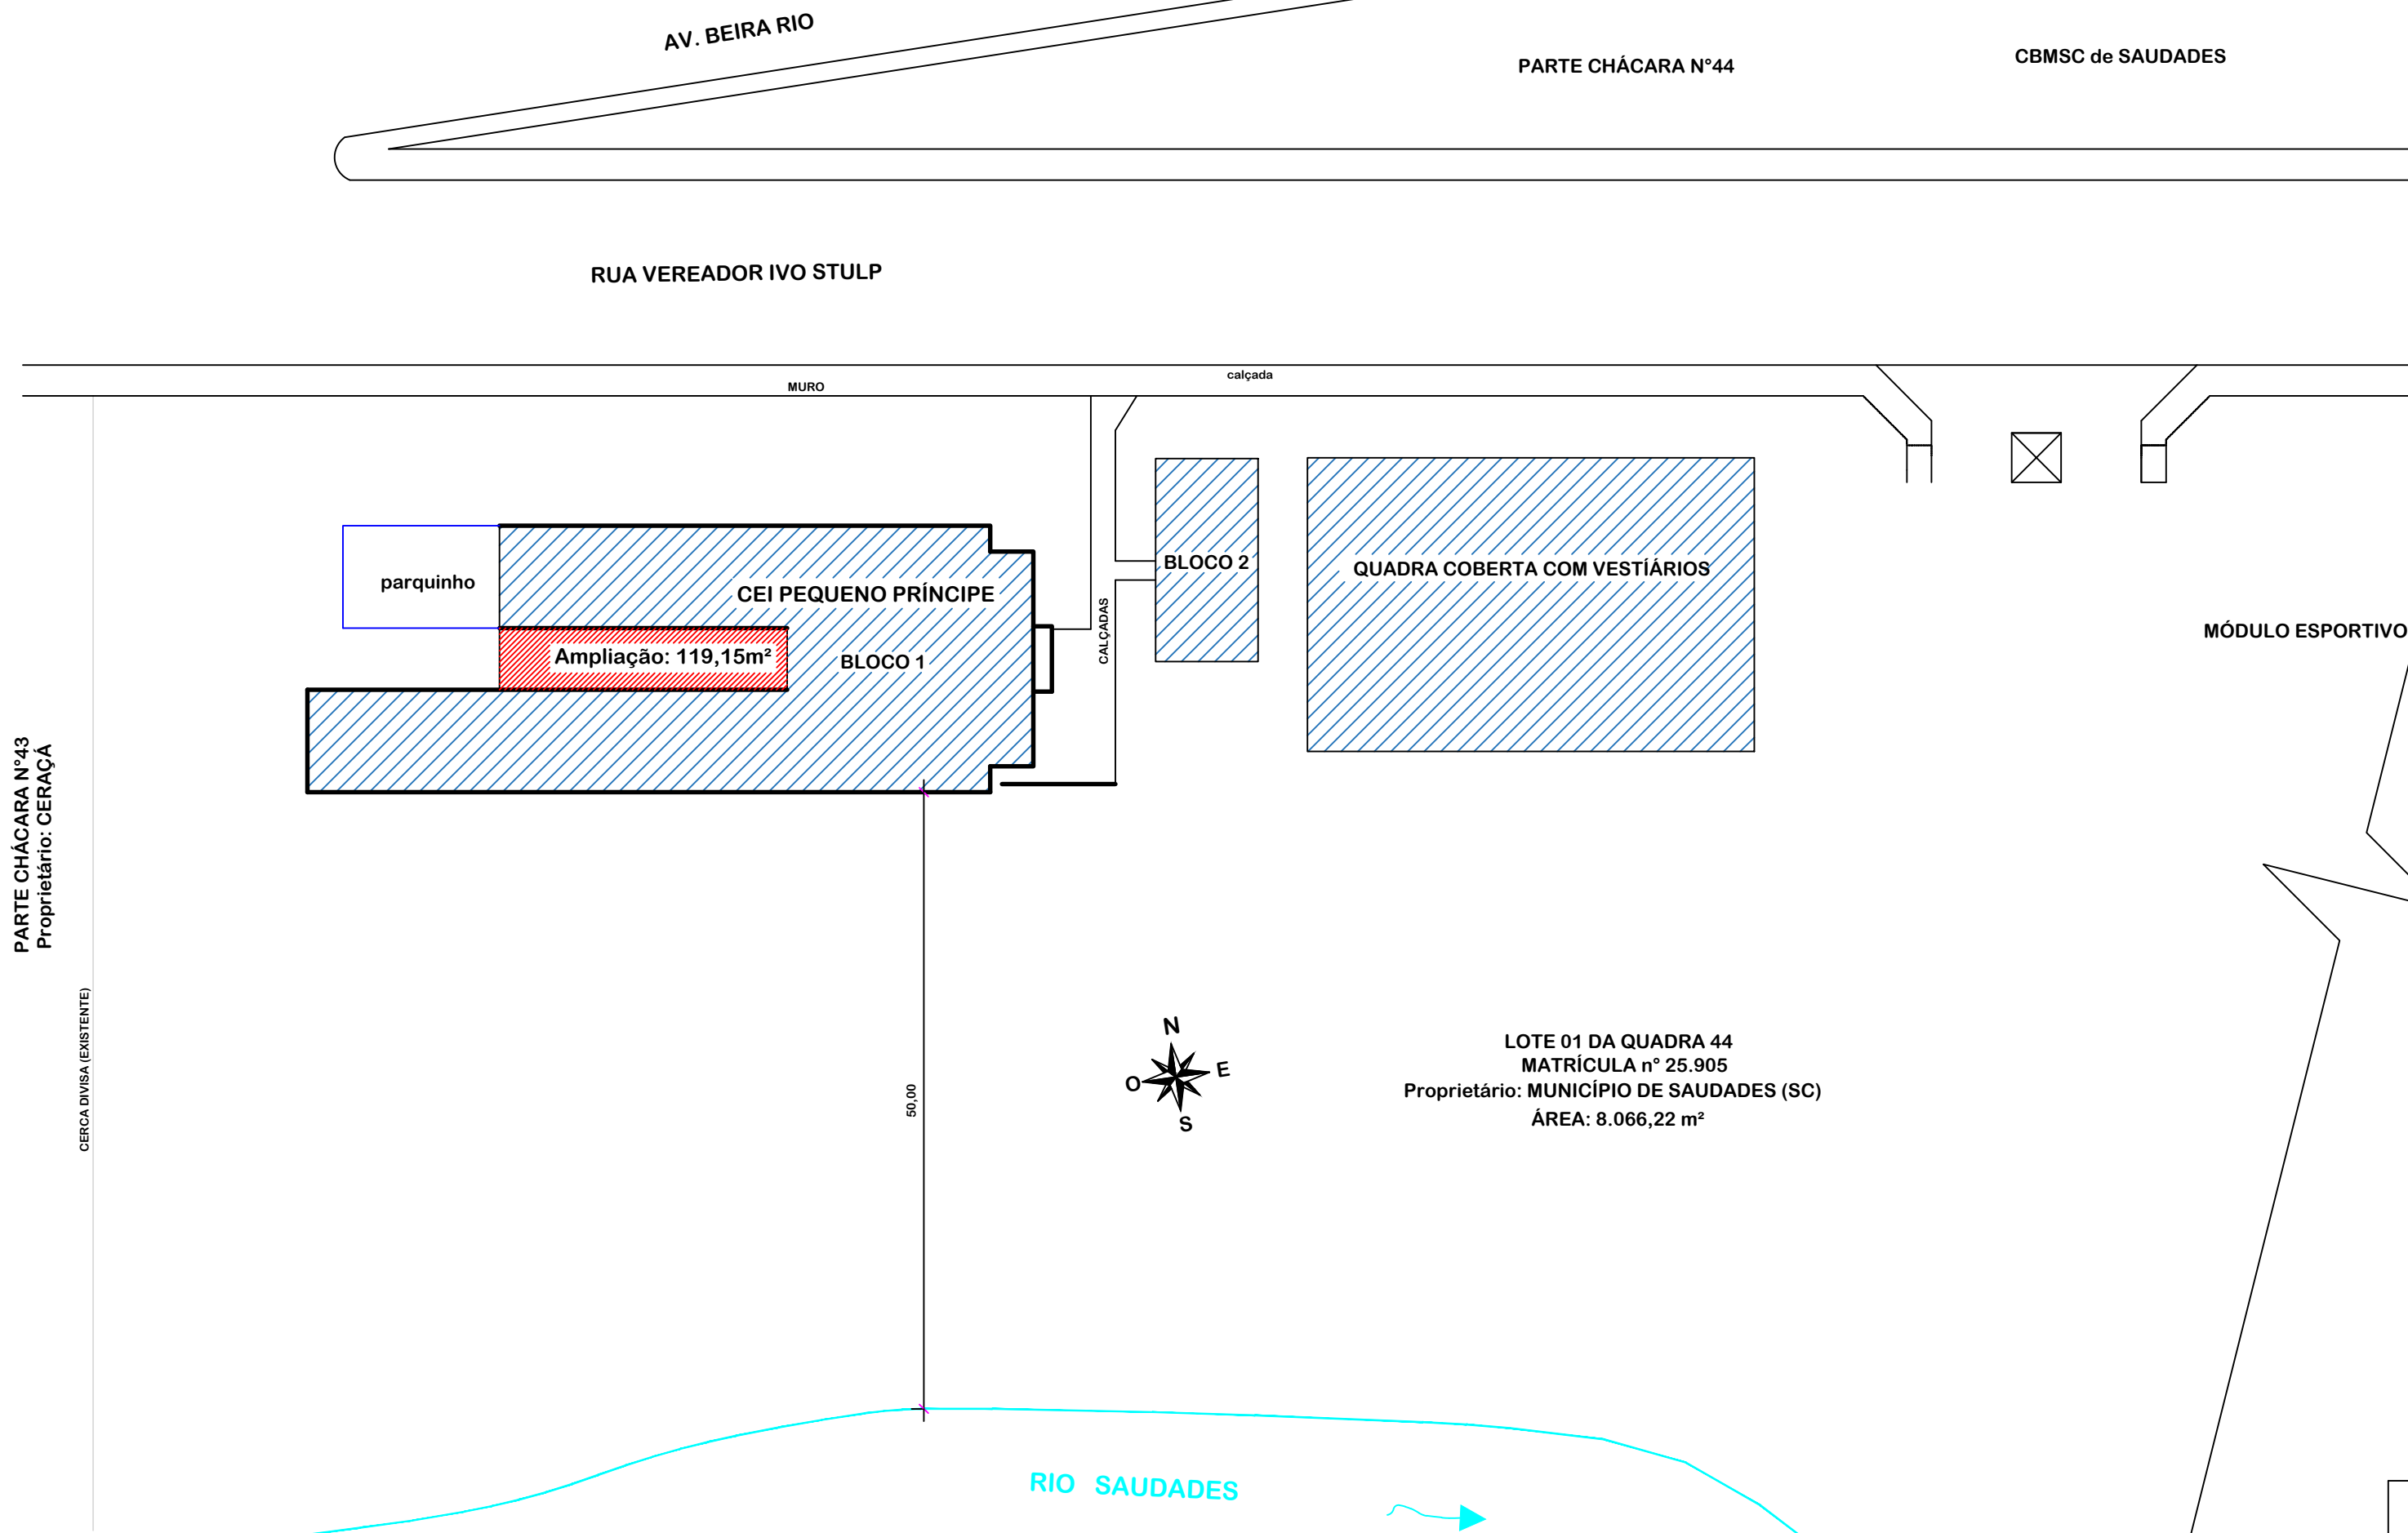 AV. BEIRA RIO
PARTE CHÁCARA N°44
CBMSC de SAUDADES
RUA VEREADOR IVO STULP
MURO
calçada
parquinho
CEI PEQUENO PRÍNCIPE
BLOCO 2
QUADRA COBERTA COM VESTÍÁRIOS
CALÇADAS
MÓDULO ESPORTIVO
Ampliação: 119,15m²
BLOCO 1
PARTE CHÁCARA N°43
Proprietário: CERAÇÁ
CERCA DIVISA (EXISTENTE)
50,00
N
E
O
S
LOTE 01 DA QUADRA 44
MATRÍCULA n° 25.905
Proprietário: MUNICÍPIO DE SAUDADES (SC)
ÁREA: 8.066,22 m²
RIO SAUDADES